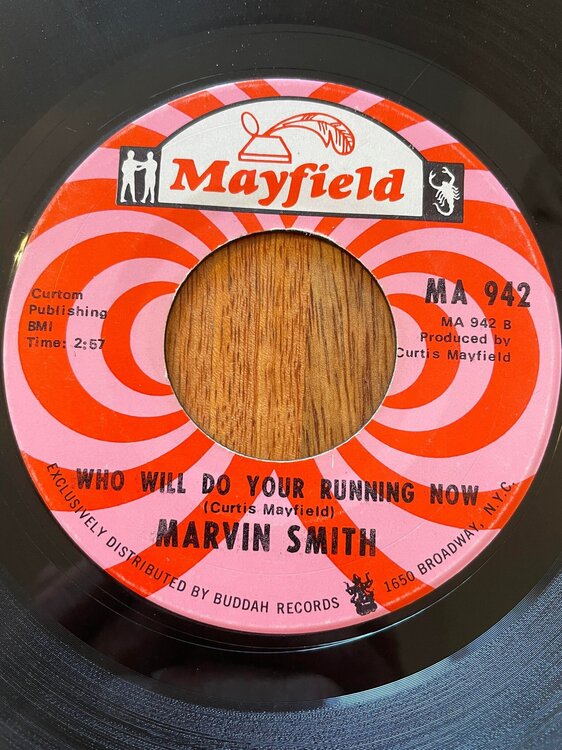 Mayfield
Curtom
Publishing
BMI
Time: 2:57
MA 942
MA 942 B
Produced by
Curtis Mayfield
WHO WILL DO YOUR RUNNING NOW
(Curtis Mayfield)
MARVIN SMITH
EXCLUSIVELY DISTRIBUTED BY BUDDAH RECORDS 1650 BROADWAY, N.Y.C.